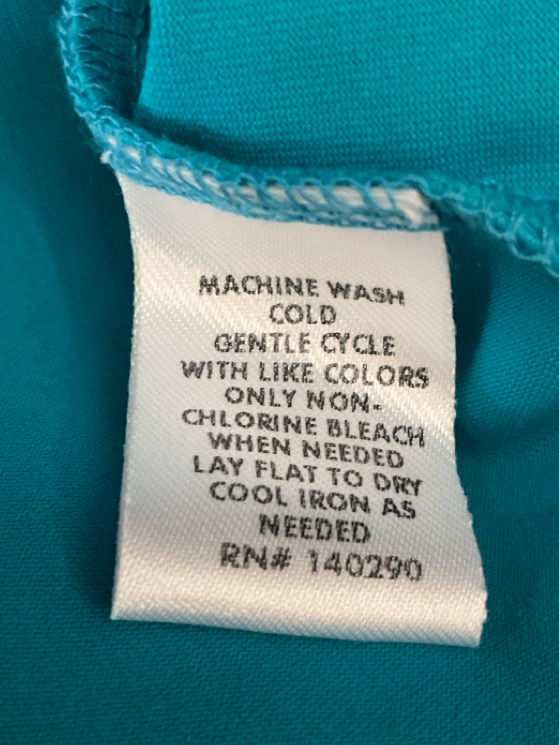 MACHINE WASH
COLD
GENTLE CYCLE
WITH LIKE COLORS
ONLY NON-
CHLORINE BLEACH
WHEN NEEDED
LAY FLAT TO DRY
COOL IRON AS
NEEDED
RN# 140290